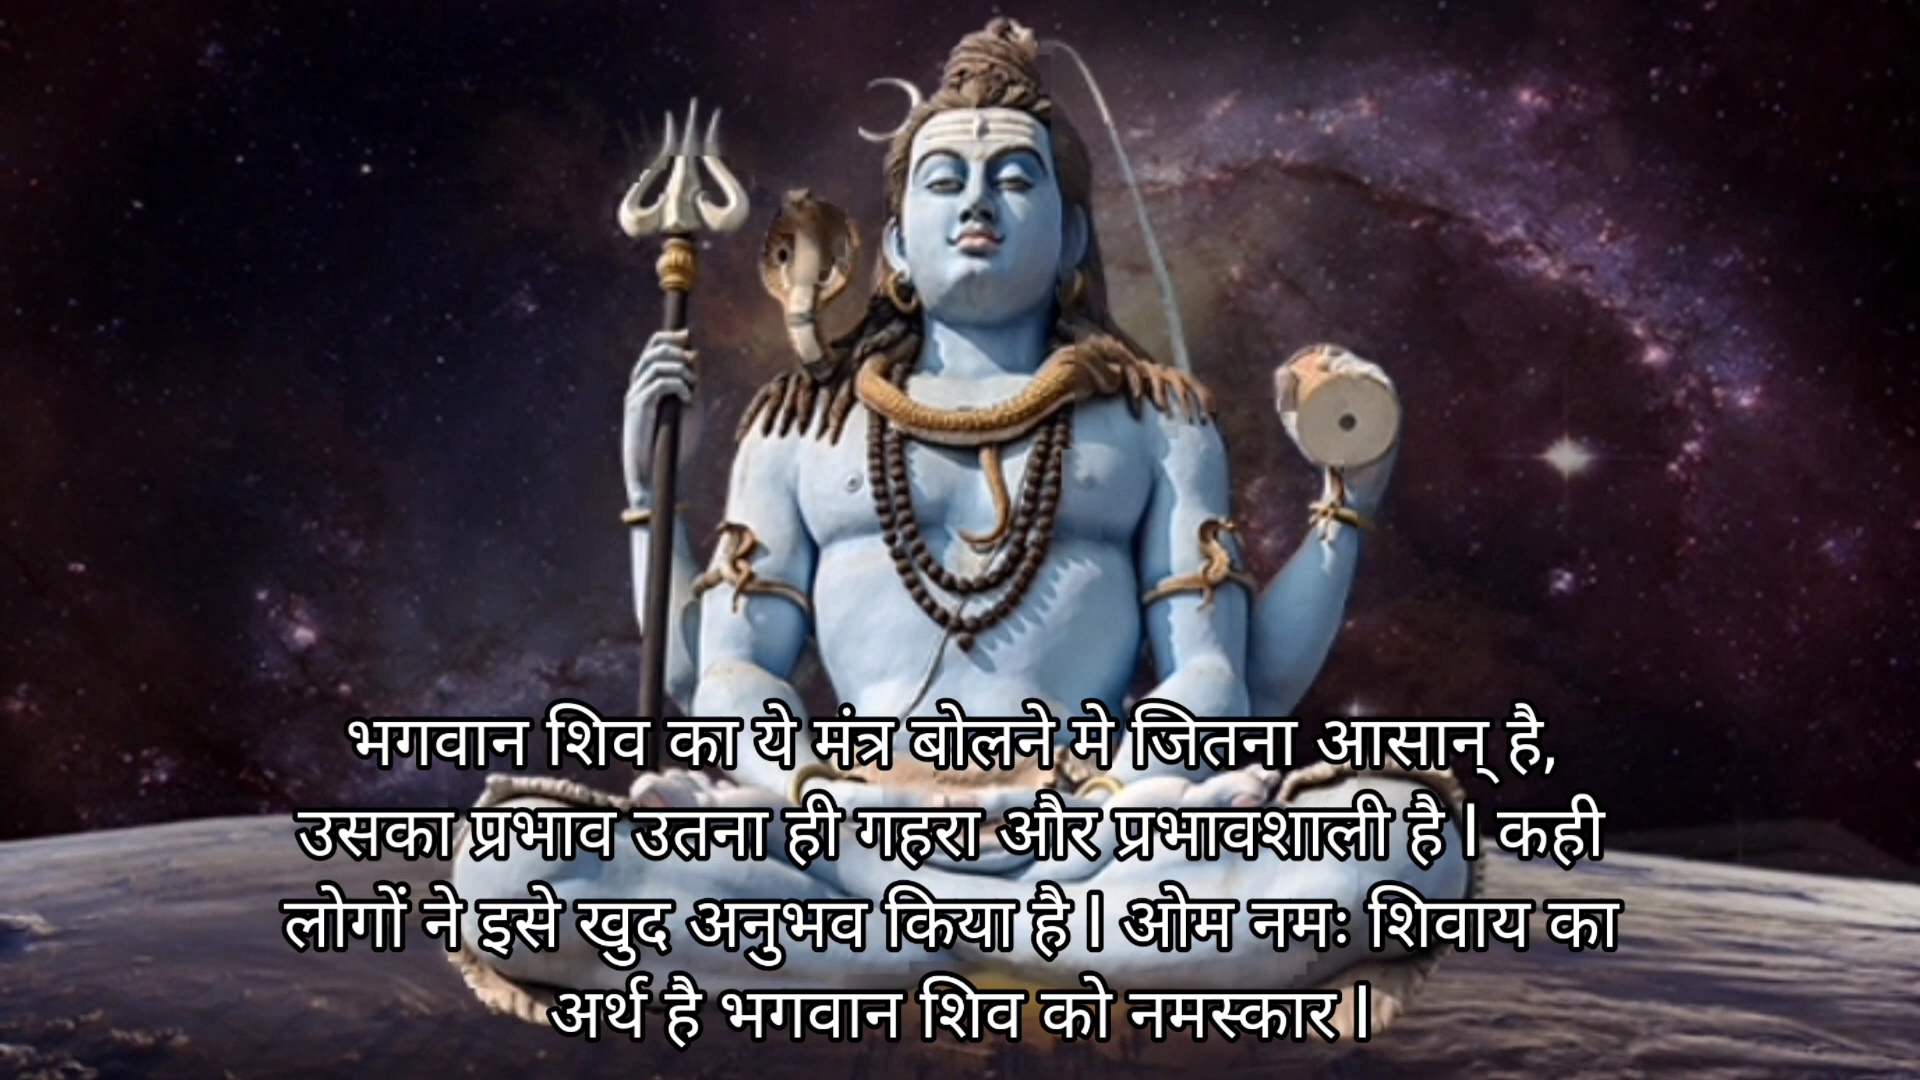 भगवान शिव का ये मंत्र बोलने मे जितना आसान् है,
उसका प्रभाव उतना ही गहरा और प्रभावशाली है l कही
लोगों ने इसे खुद अनुभव किया है l ओम नमः शिवाय का
अर्थ है भगवान शिव को नमस्कार l